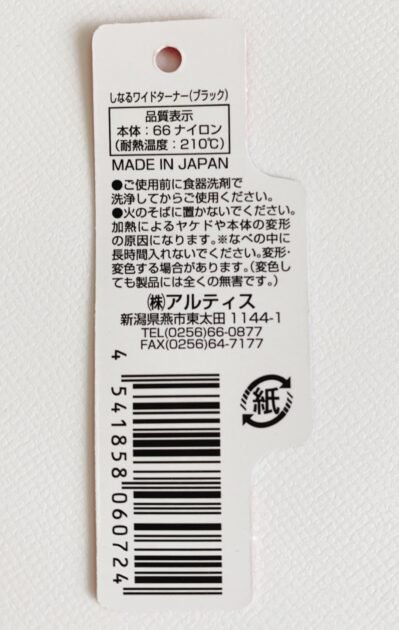 しなるワイドターナー(ブラック)
品質表示
本体:66 ナイロン
(耐熱温度:210℃)
MADE IN JAPAN
●ご使用前に食器洗剤で
洗浄してからご使用ください。
●火のそばに置かないでください。
加熱によるヤケドや本体の変形
の原因になります。※なべの中に
長時間入れないでください。変形・
変色する場合があります。(変色し
ても製品には全くの無害です。)
㈱アルティス
新潟県燕市東太田 1144-1
TEL(0256)66-0877
FAX(0256)64-7177
紙
4 541858 060724